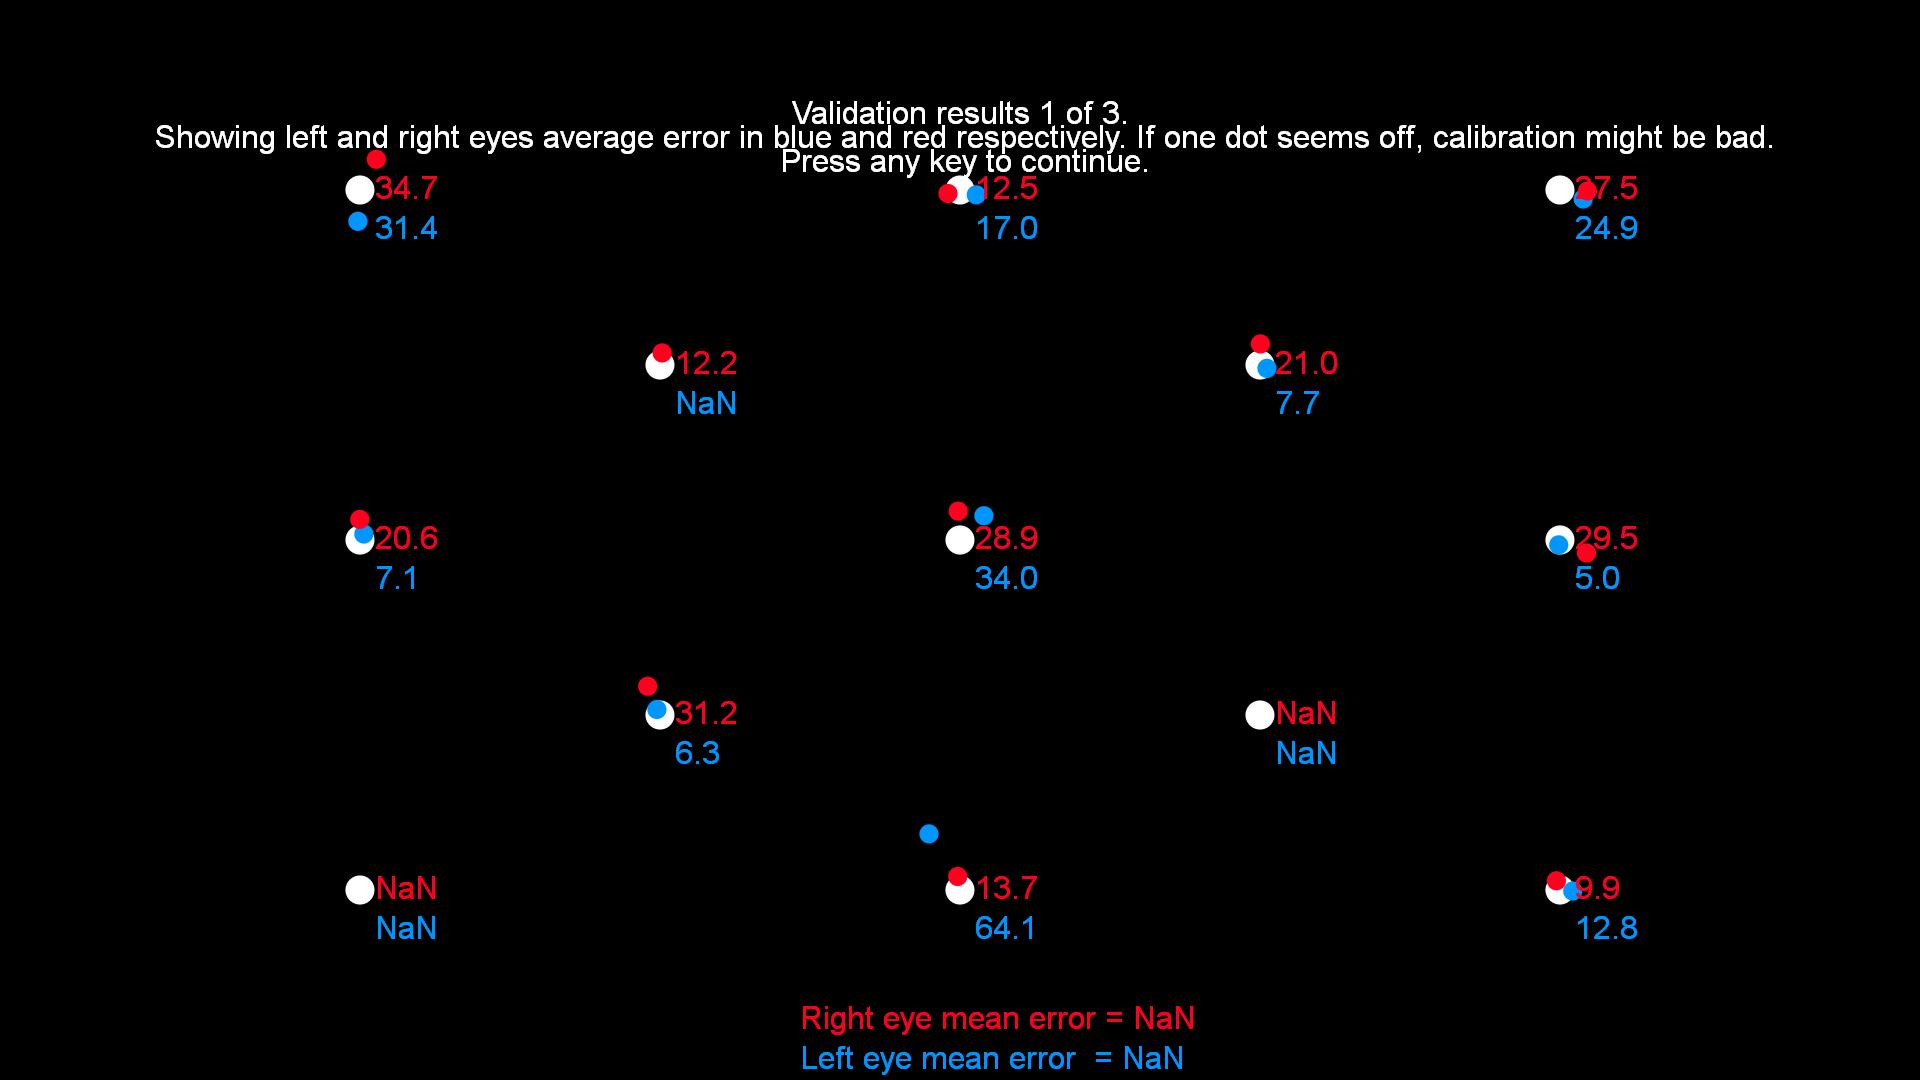 Validation results 1 of 3.
Showing left and right eyes average error in blue and red respectively. If one dot seems off, calibration might be bad.
Press any key to continue.
34.7
31.4
12.5
17.0
27.5
24.9
12.2
NaN
21.0
7.7
20.6
7.1
28.9
34.0
29.5
5.0
31.2
6.3
NaN
NaN
NaN
NaN
13.7
64.1
9.9
12.8
Right eye mean error = NaN
Left eye mean error = NaN